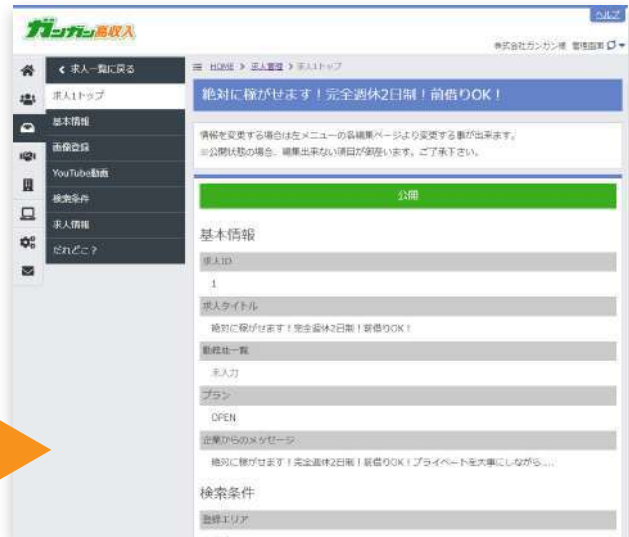 ヘルプ
ガンガン高収入
株式会社ガンガン様 管理画面
求人一覧に戻る
HOME > 求人管理 > 求人1トップ
求人1トップ
絶対に稼がせます！完全週休2日制！前借りOK！
基本情報
画像登録
YouTube動画
検索条件
求人情報
だれどこ？
情報を変更する場合は左メニューの各編集ページより変更する事が出来ます。
※公開状態の場合、編集出来ない項目が御座います。ご了承下さい。
公開
基本情報
求人ID
1
求人タイトル
絶対に稼がせます！完全週休2日制！前借りOK！
勤務地一覧
未入力
プラン
OPEN
企業からのメッセージ
絶対に稼がせます！完全週休2日制！前借りOK！プライベートを大事にしながら....
検索条件
登録エリア